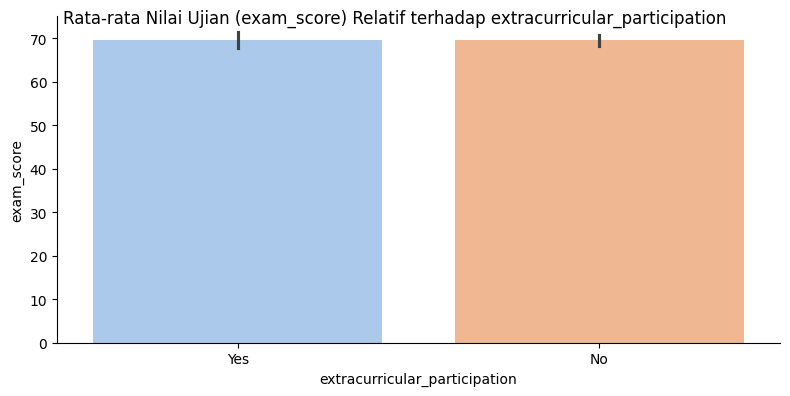 Rata-rata Nilai Ujian (exam_score) Relatif terhadap extracurricular_participation
70
60
50
40
30
20
10
0
exam_score
Yes
No
extracurricular_participation